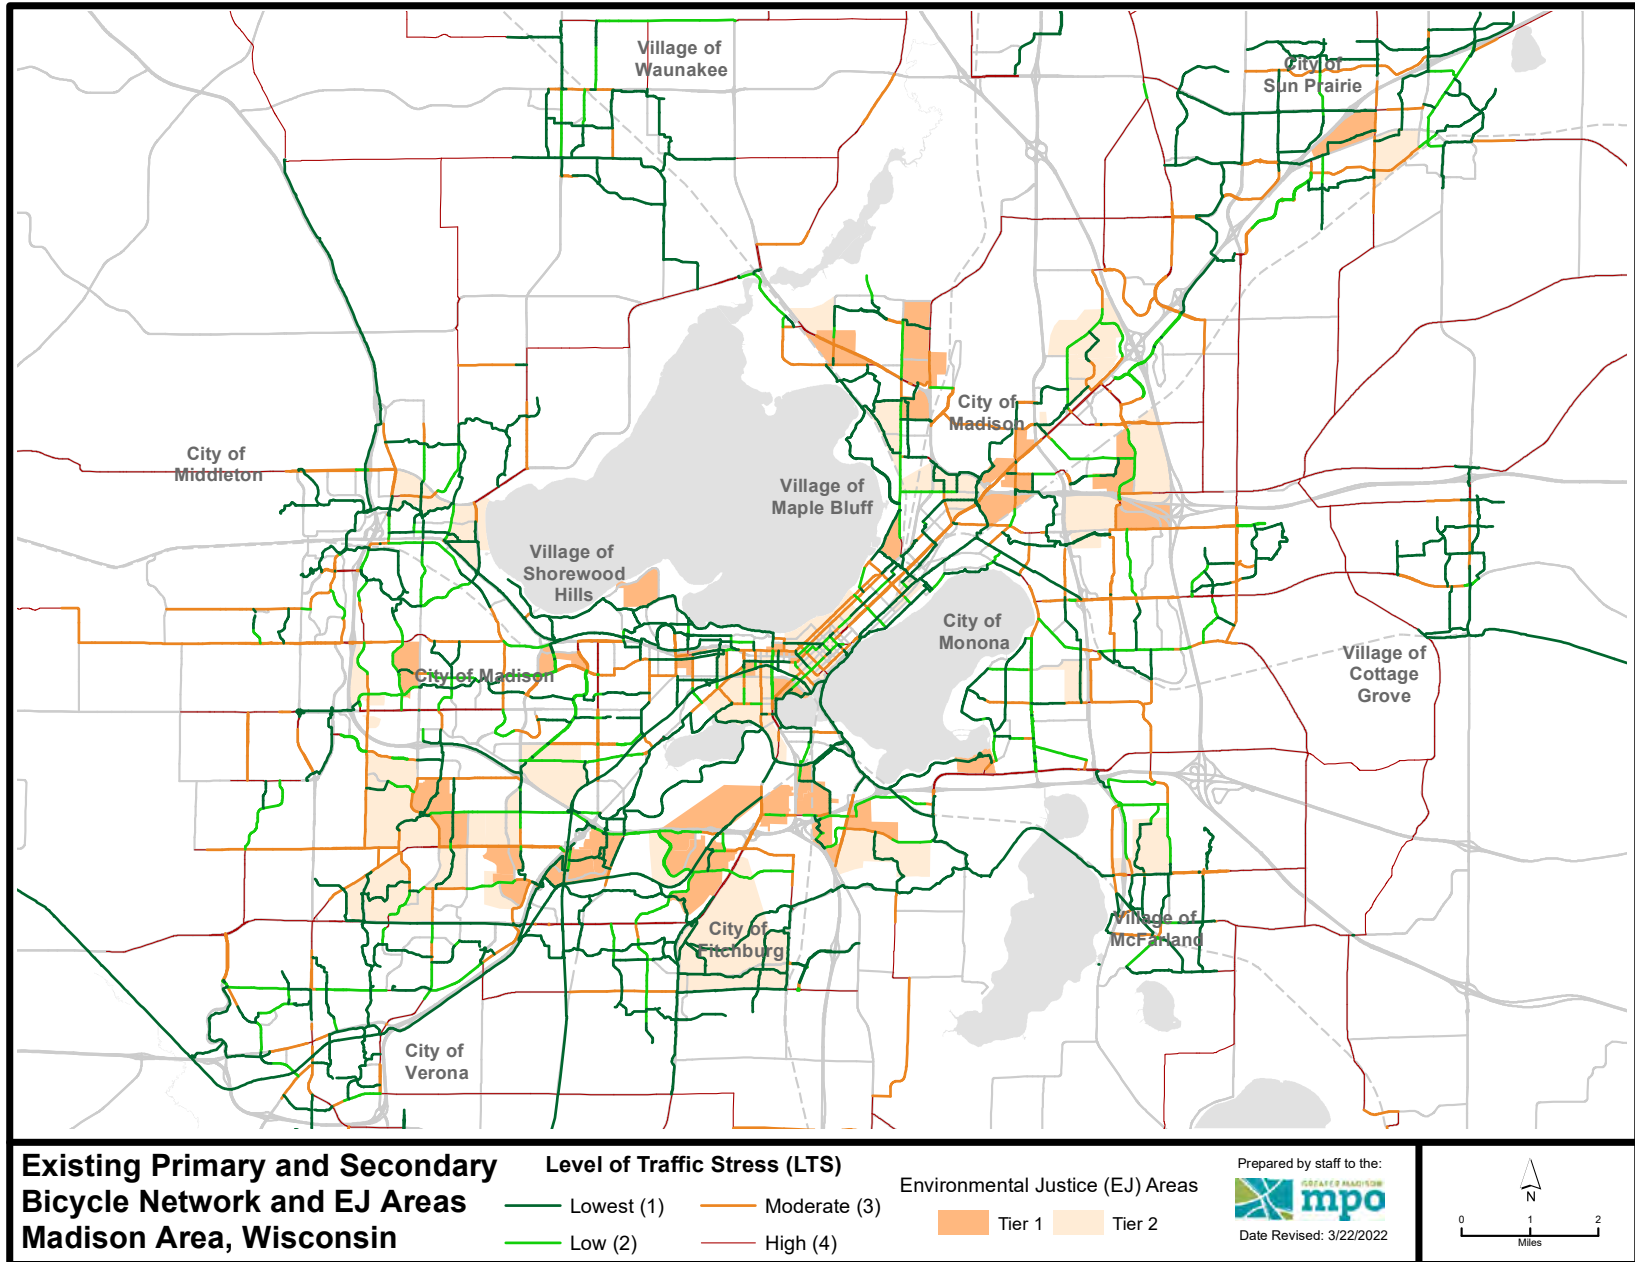 Village of
Waunakee
City of
Sun Prairie
City of
Madison
City of
Middleton
Village of
Maple Bluff
Village of
Shorewood
Hills
City of
Monona
Village of
Cottage
Grove
City of Madison
City of
Fitchburg
Village of
McFarland
City of
Verona
Existing Primary and Secondary
Bicycle Network and EJ Areas
Madison Area, Wisconsin
Level of Traffic Stress (LTS)
Lowest (1)
Moderate (3)
Low (2)
High (4)
Environmental Justice (EJ) Areas
Tier 1
Tier 2
Prepared by staff to the:
GREATER MADISON
mpo
Date Revised: 3/22/2022
N
0 1 2
Miles